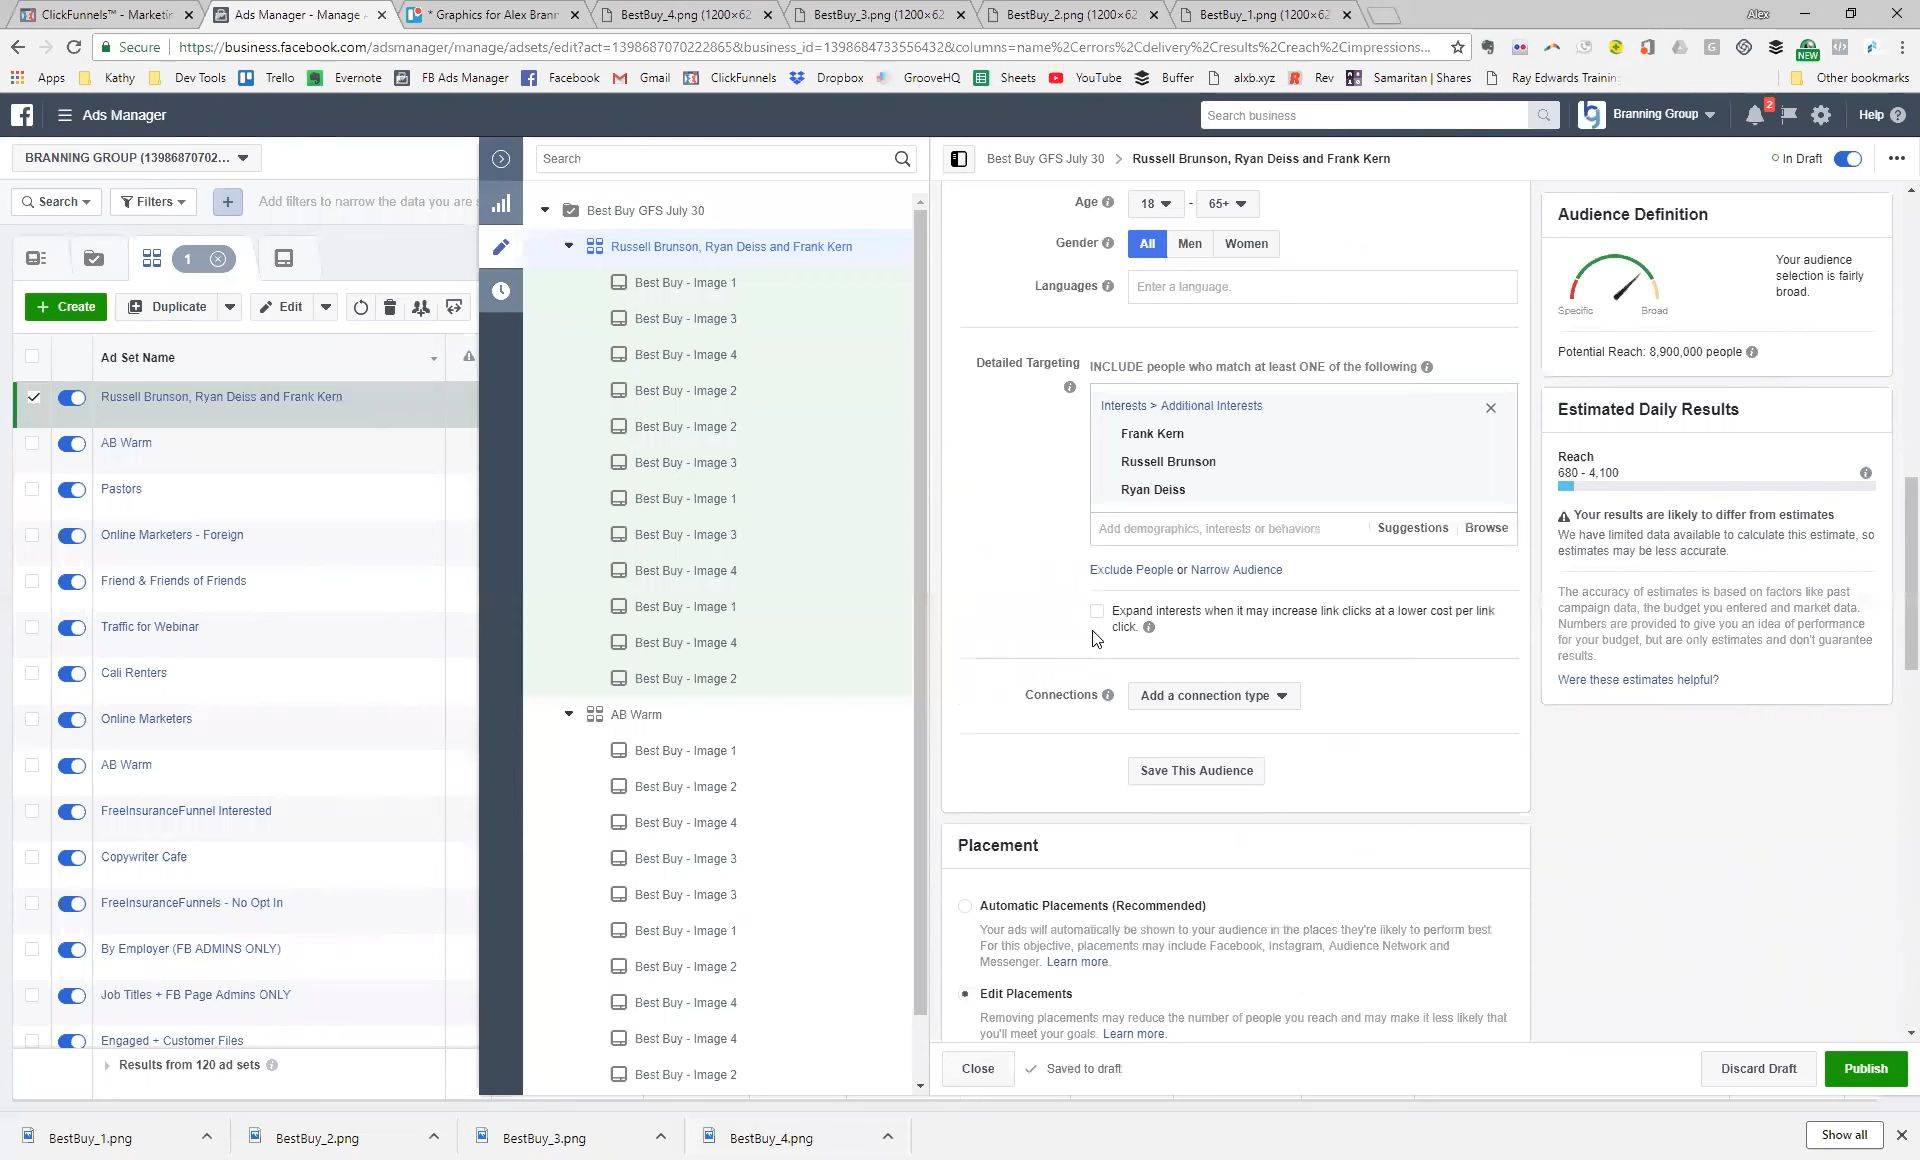 ClickFunnels™ - Marketin
Ads Manager - Manage A
* Graphics for Alex Brann
BestBuy_4.png (1200×62
BestBuy_3.png (1200×62
BestBuy_2.png (1200×62
BestBuy_1.png (1200×62
Alex
Secure
https://business.facebook.com/adsmanager/manage/adsets/edit?act=1398687070222865&business_id=1398684733556432&columns=name%2Cerrors%2Cdelivery%2Cresults%2Creach%2Cimpressions...
NEW
Apps
Kathy
Dev Tools
Trello
Evernote
FB Ads Manager
Facebook
Gmail
ClickFunnels
Dropbox
GrooveHQ
Sheets
YouTube
Buffer
alxb.xyz
Rev
Samaritan | Shares
Ray Edwards Training
Other bookmarks
Ads Manager
Search business
Branning Group
2
Help
BRANNING GROUP (13986870702...
Search
Filters
Add filters to narrow the data you are s
1
Create
Duplicate
Edit
Ad Set Name
Russell Brunson, Ryan Deiss and Frank Kern
AB Warm
Pastors
Online Marketers - Foreign
Friend & Friends of Friends
Traffic for Webinar
Cali Renters
Online Marketers
AB Warm
FreeInsuranceFunnel Interested
Copywriter Cafe
FreeInsuranceFunnels - No Opt In
By Employer (FB ADMINS ONLY)
Job Titles + FB Page Admins ONLY
Engaged + Customer Files
Results from 120 ad sets
Search
Best Buy GFS July 30
Russell Brunson, Ryan Deiss and Frank Kern
Best Buy - Image 1
Best Buy - Image 3
Best Buy - Image 4
Best Buy - Image 2
Best Buy - Image 2
Best Buy - Image 3
Best Buy - Image 1
Best Buy - Image 3
Best Buy - Image 4
Best Buy - Image 1
Best Buy - Image 4
Best Buy - Image 2
AB Warm
Best Buy - Image 1
Best Buy - Image 2
Best Buy - Image 4
Best Buy - Image 3
Best Buy - Image 3
Best Buy - Image 1
Best Buy - Image 2
Best Buy - Image 4
Best Buy - Image 4
Best Buy - Image 2
Best Buy GFS July 30 > Russell Brunson, Ryan Deiss and Frank Kern
In Draft
Age
18 - 65+
Gender
All Men Women
Languages
Enter a language.
Detailed Targeting
INCLUDE people who match at least ONE of the following
Interests > Additional Interests
Frank Kern
Russell Brunson
Ryan Deiss
Add demographics, interests or behaviors
Suggestions
Browse
Exclude People or Narrow Audience
Expand interests when it may increase link clicks at a lower cost per link
click.
Connections
Add a connection type
Save This Audience
Placement
Automatic Placements (Recommended)
Your ads will automatically be shown to your audience in the places they're likely to perform best.
For this objective, placements may include Facebook, Instagram, Audience Network and
Messenger. Learn more.
Edit Placements
Removing placements may reduce the number of people you reach and may make it less likely that
you'll meet your goals. Learn more.
Close
Saved to draft
Discard Draft
Publish
Audience Definition
Your audience
selection is fairly
broad.
Specific
Broad
Potential Reach: 8,900,000 people
Estimated Daily Results
Reach
680 - 4,100
Your results are likely to differ from estimates
We have limited data available to calculate this estimate, so
estimates may be less accurate.
The accuracy of estimates is based on factors like past
campaign data, the budget you entered and market data.
Numbers are provided to give you an idea of performance
for your budget, but are only estimates and don't guarantee
results.
Were these estimates helpful?
BestBuy_1.png
BestBuy_2.png
BestBuy_3.png
BestBuy_4.png
Show all